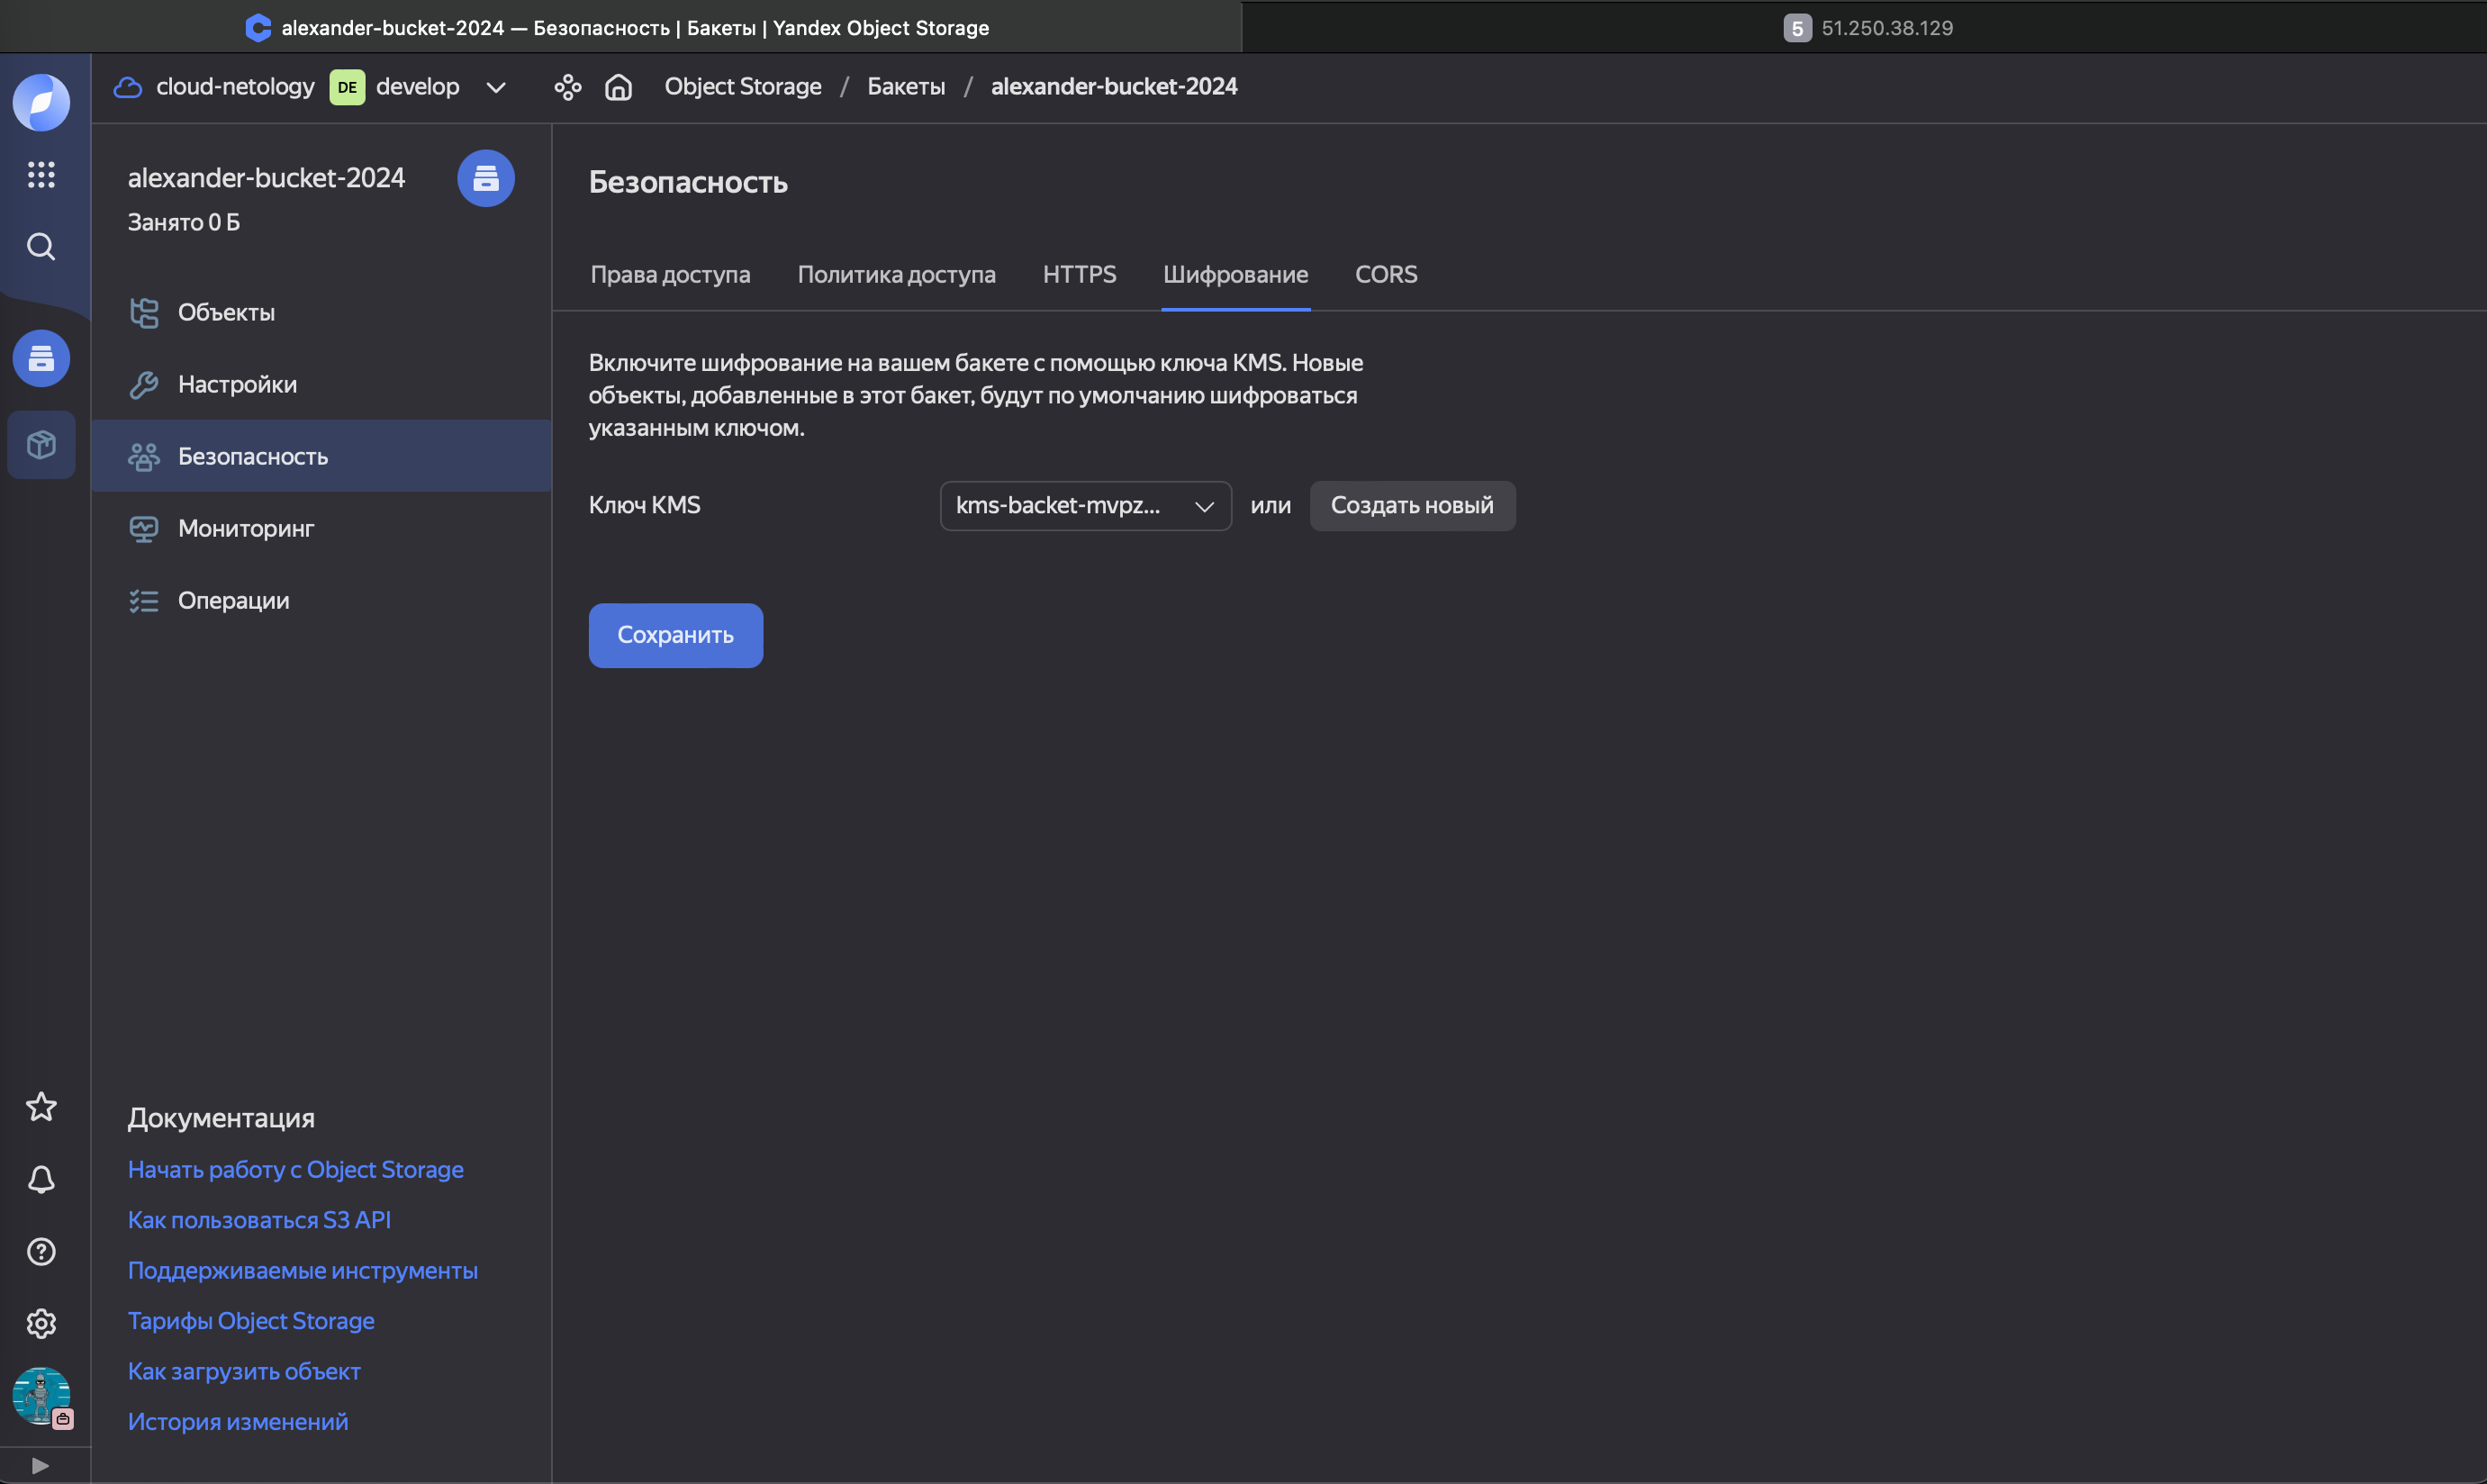 alexander-bucket-2024 — Безопасность | Бакеты | Yandex Object Storage
5 51.250.38.129
cloud-netology DE develop
Object Storage / Бакеты / alexander-bucket-2024
alexander-bucket-2024
Занято 0 Б
Объекты
Настройки
Безопасность
Мониторинг
Операции
Документация
Начать работу с Object Storage
Как пользоваться S3 API
Поддерживаемые инструменты
Тарифы Object Storage
Как загрузить объект
История изменений
Безопасность
Права доступа Политика доступа HTTPS Шифрование CORS
Включите шифрование на вашем бакете с помощью ключа KMS. Новые
объекты, добавленные в этот бакет, будут по умолчанию шифроваться
указанным ключом.
Ключ KMS kms-backet-mvpz... или Создать новый
Сохранить